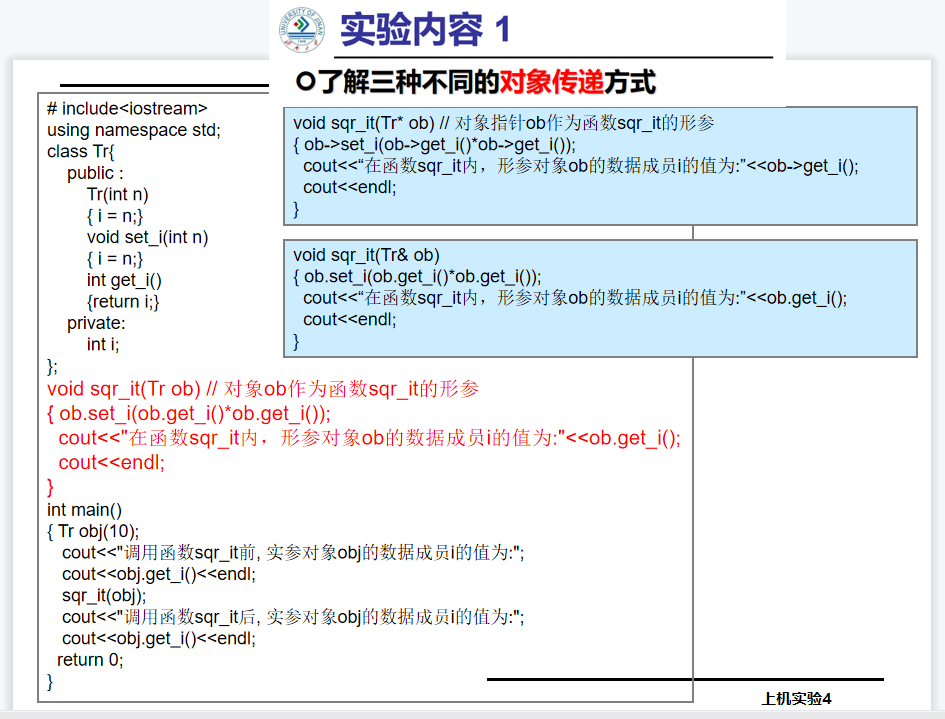 UNIVERSITY OF JINAN
实验内容 1
了解三种不同的对象传递方式
# include<iostream>
using namespace std;
class Tr{
public :
Tr(int n)
{ i = n;}
void set_i(int n)
{ i = n;}
int get_i()
{return i;}
private:
int i;
};
void sqr_it(Tr ob) // 对象ob作为函数sqr_it的形参
{ ob.set_i(ob.get_i()*ob.get_i());
cout<<"在函数sqr_it内，形参对象ob的数据成员i的值为:"<<ob.get_i();
cout<<endl;
}
int main()
{ Tr obj(10);
cout<<"调用函数sqr_it前, 实参对象obj的数据成员i的值为:";
cout<<obj.get_i()<<endl;
sqr_it(obj);
cout<<"调用函数sqr_it后, 实参对象obj的数据成员i的值为:";
cout<<obj.get_i()<<endl;
return 0;
}
void sqr_it(Tr* ob) // 对象指针ob作为函数sqr_it的形参
{ ob->set_i(ob->get_i()*ob->get_i());
cout<<“在函数sqr_it内，形参对象ob的数据成员i的值为:”<<ob->get_i();
cout<<endl;
}
void sqr_it(Tr& ob)
{ ob.set_i(ob.get_i()*ob.get_i());
cout<<“在函数sqr_it内，形参对象ob的数据成员i的值为:”<<ob.get_i();
cout<<endl;
}
上机实验4